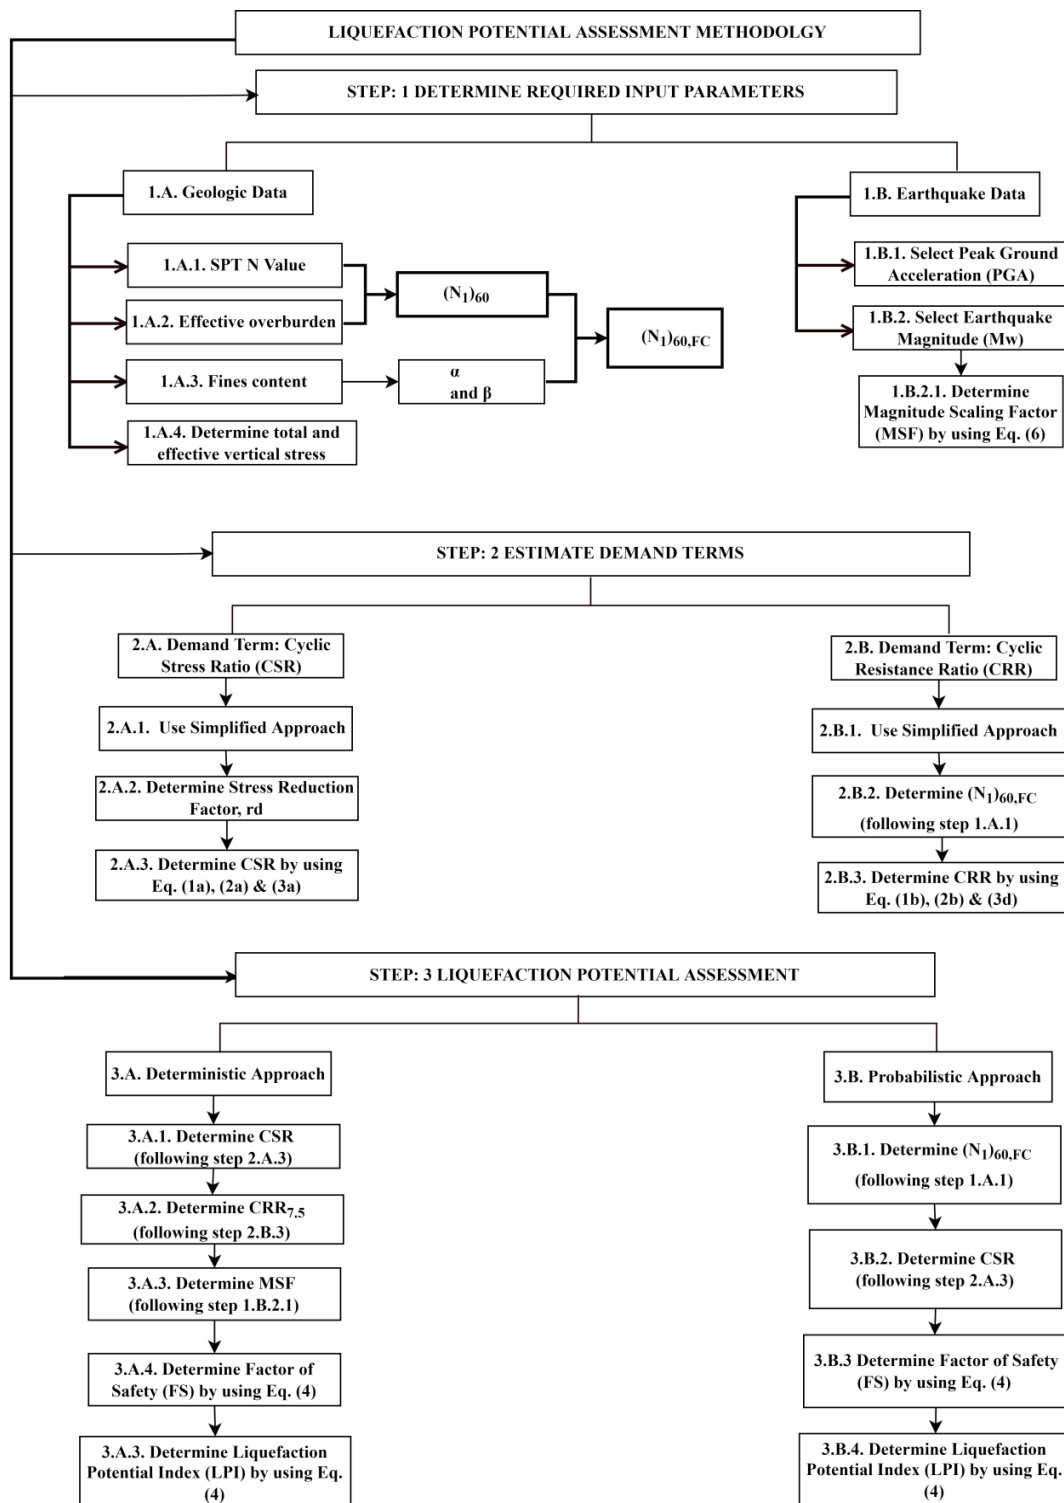 LIQUEFACTION POTENTIAL ASSESSMENT METHODOLGY
STEP: 1 DETERMINE REQUIRED INPUT PARAMETERS
1.A. Geologic Data
1.A.1. SPT N Value
1.A.2. Effective overburden
(N1)60
1.A.3. Fines content
α
and β
(N1)60,FC
1.A.4. Determine total and
effective vertical stress
1.B. Earthquake Data
1.B.1. Select Peak Ground
Acceleration (PGA)
1.B.2. Select Earthquake
Magnitude (Mw)
1.B.2.1. Determine
Magnitude Scaling Factor
(MSF) by using Eq. (6)
STEP: 2 ESTIMATE DEMAND TERMS
2.A. Demand Term: Cyclic
Stress Ratio (CSR)
2.A.1. Use Simplified Approach
2.A.2. Determine Stress Reduction
Factor, rd
2.A.3. Determine CSR by using
Eq. (1a), (2a) & (3a)
2.B. Demand Term: Cyclic
Resistance Ratio (CRR)
2.B.1. Use Simplified Approach
2.B.2. Determine (N1)60,FC
(following step 1.A.1)
2.B.3. Determine CRR by using
Eq. (1b), (2b) & (3d)
STEP: 3 LIQUEFACTION POTENTIAL ASSESSMENT
3.A. Deterministic Approach
3.A.1. Determine CSR
(following step 2.A.3)
3.A.2. Determine CRR7.5
(following step 2.B.3)
3.A.3. Determine MSF
(following step 1.B.2.1)
3.A.4. Determine Factor of
Safety (FS) by using Eq. (4)
3.A.3. Determine Liquefaction
Potential Index (LPI) by using Eq.
(4)
3.B. Probabilistic Approach
3.B.1. Determine (N1)60,FC
(following step 1.A.1)
3.B.2. Determine CSR
(following step 2.A.3)
3.B.3 Determine Factor of Safety
(FS) by using Eq. (4)
3.B.4. Determine Liquefaction
Potential Index (LPI) by using Eq.
(4)